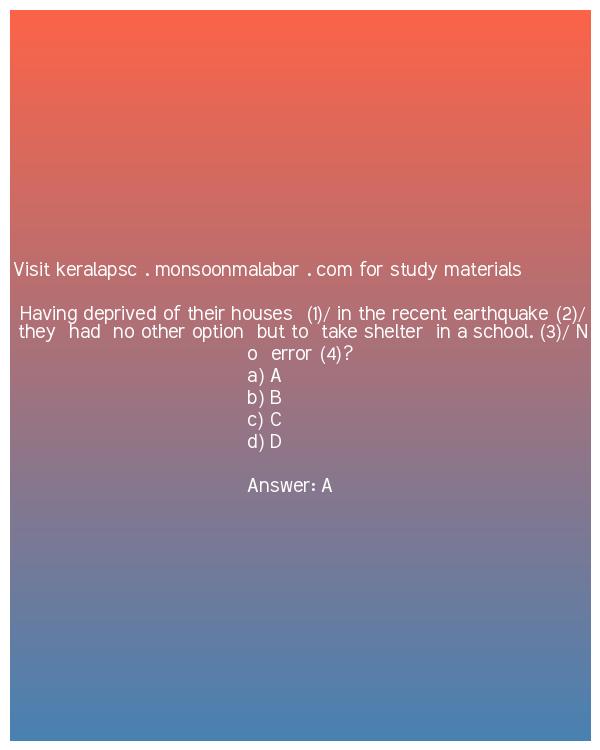 Visit keralapsc . monsoonmalabar . com for study materials
Having deprived of their houses (1)/ in the recent earthquake (2)/
they had no other option but to take shelter in a school. (3)/ N
o error (4)?
a) A
b) B
c) C
d) D
Answer: A